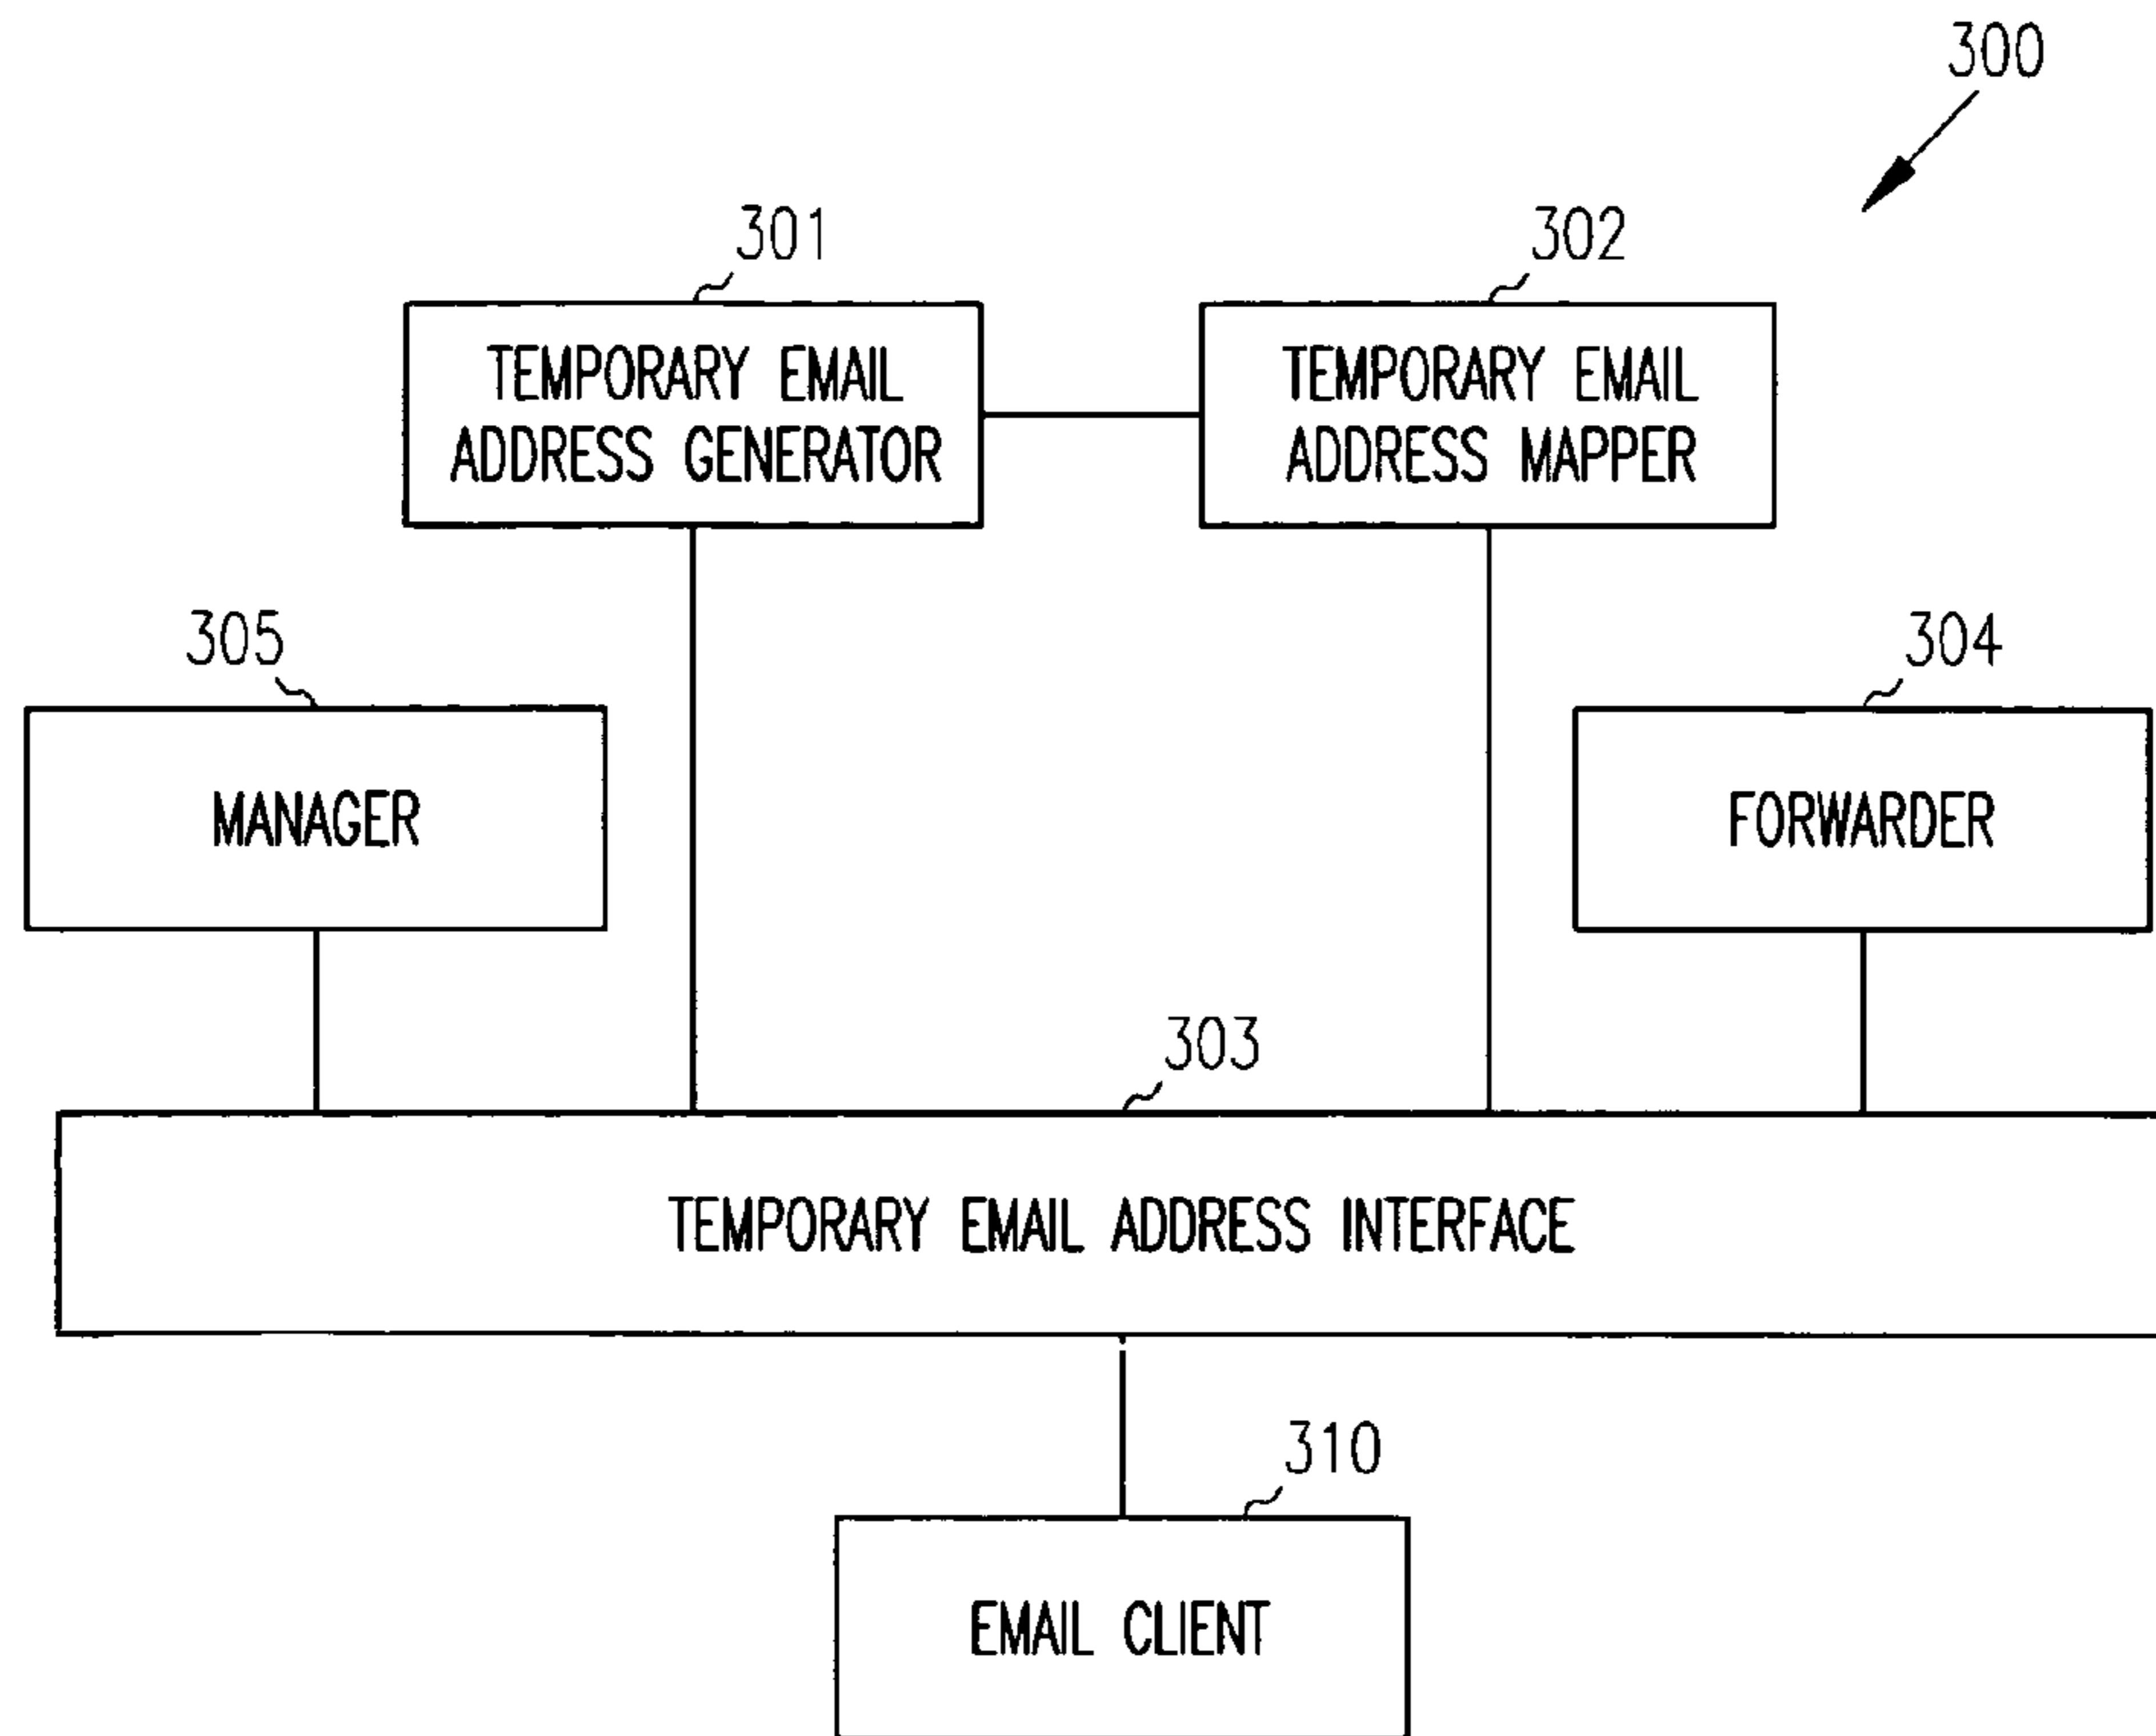 300
301
302
TEMPORARY EMAIL
ADDRESS GENERATOR
TEMPORARY EMAIL
ADDRESS MAPPER
305
304
MANAGER
FORWARDER
303
TEMPORARY EMAIL ADDRESS INTERFACE
310
EMAIL CLIENT